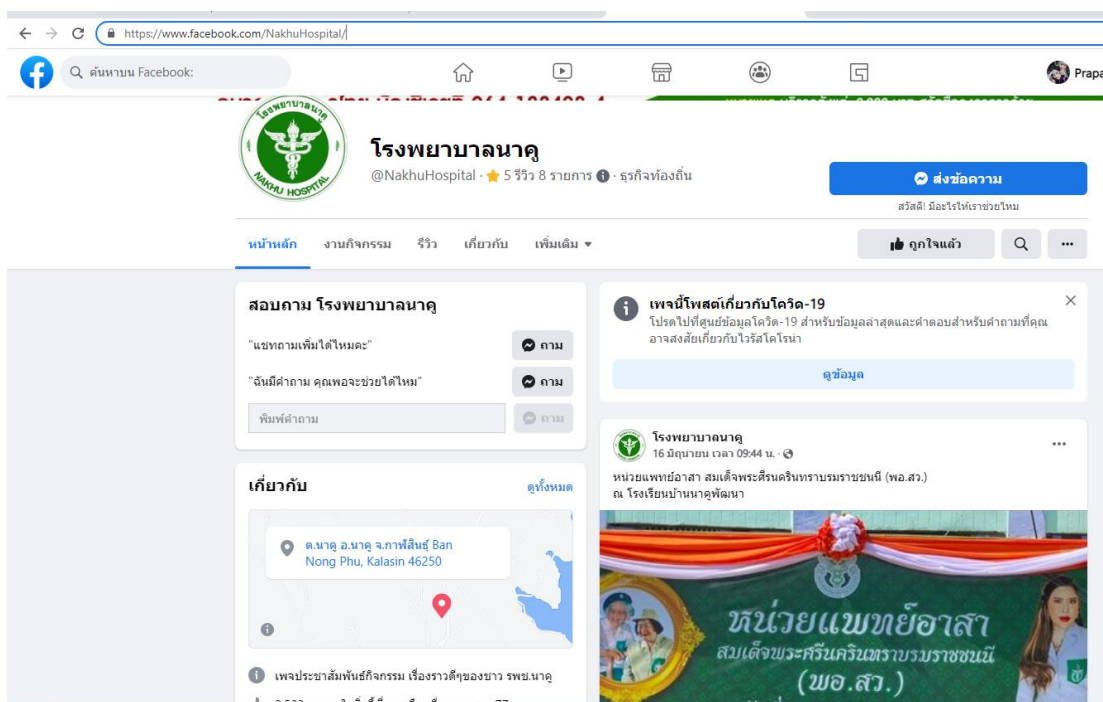 https://www.facebook.com/NakhuHospital/
ค้นหาบน Facebook:
Prapa
โรงพยาบาลนาคู
NAKHU HOSPITAL
โรงพยาบาลนาคู
@NakhuHospital · 5 รีวิว 8 รายการ · ธุรกิจท้องถิ่น
ส่งข้อความ
สวัสดี! มีอะไรให้เราช่วยไหม
หน้าหลัก งานกิจกรรม รีวิว เกี่ยวกับ เพิ่มเติม
ถูกใจแล้ว
สอบถาม โรงพยาบาลนาคู
"แชทถามเพิ่มได้ไหมคะ"
ถาม
"ฉันมีคำถาม คุณพอจะช่วยได้ไหม"
ถาม
พิมพ์คำถาม
ถาม
เกี่ยวกับ
ดูทั้งหมด
ต.นาคู อ.นาคู จ.กาฬสินธุ์ Ban
Nong Phu, Kalasin 46250
เพจประชาสัมพันธ์กิจกรรม เรื่องราวดีๆของชาว รพช.นาคู
เพจนี้โพสต์เกี่ยวกับโควิด-19
โปรดไปที่ศูนย์ข้อมูลโควิด-19 สำหรับข้อมูลล่าสุดและคำตอบสำหรับคำถามที่คุณ
อาจสงสัยเกี่ยวกับไวรัสโคโรน่า
ดูข้อมูล
โรงพยาบาลนาคู
16 มิถุนายน เวลา 09:44 น. ·
หน่วยแพทย์อาสา สมเด็จพระศรีนครินทราบรมราชชนนี (พอ.สว.)
ณ โรงเรียนบ้านนาคูพัฒนา
หน่วยแพทย์อาสา
สมเด็จพระศรีนครินทราบรมราชชนนี
(พอ.สว.)